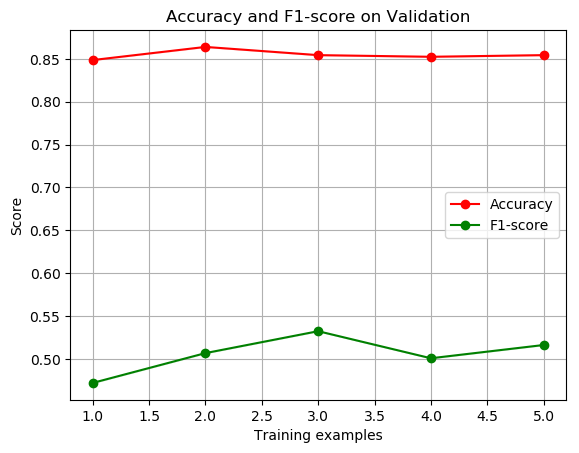 Accuracy and F1-score on Validation
0.85
0.80
0.75
0.70
0.65
0.60
0.55
0.50
Score
Accuracy
F1-score
1.0 1.5 2.0 2.5 3.0 3.5 4.0 4.5 5.0
Training examples